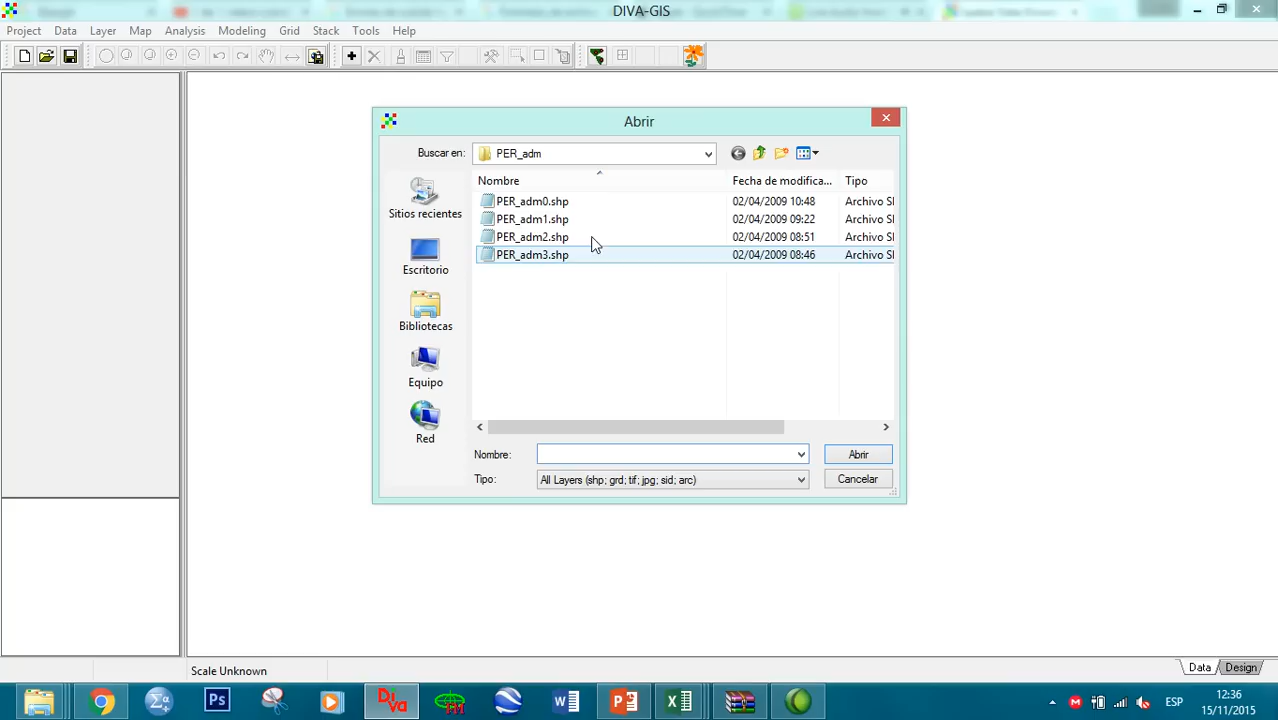 DIVA-GIS
Project Data Layer Map Analysis Modeling Grid Stack Tools Help
Abrir
Buscar en: PER_adm
Nombre Fecha de modifica... Tipo
PER_adm0.shp 02/04/2009 10:48 Archivo SI
PER_adm1.shp 02/04/2009 09:22 Archivo SI
PER_adm2.shp 02/04/2009 08:51 Archivo SI
PER_adm3.shp 02/04/2009 08:46 Archivo SI
Sitios recientes
Escritorio
Bibliotecas
Equipo
Red
Nombre: Abrir
Tipo: All Layers (shp; grd; tif; jpg; sid; arc) Cancelar
Scale Unknown
Data Design
Ps DiVa ESP 12:36
15/11/2015